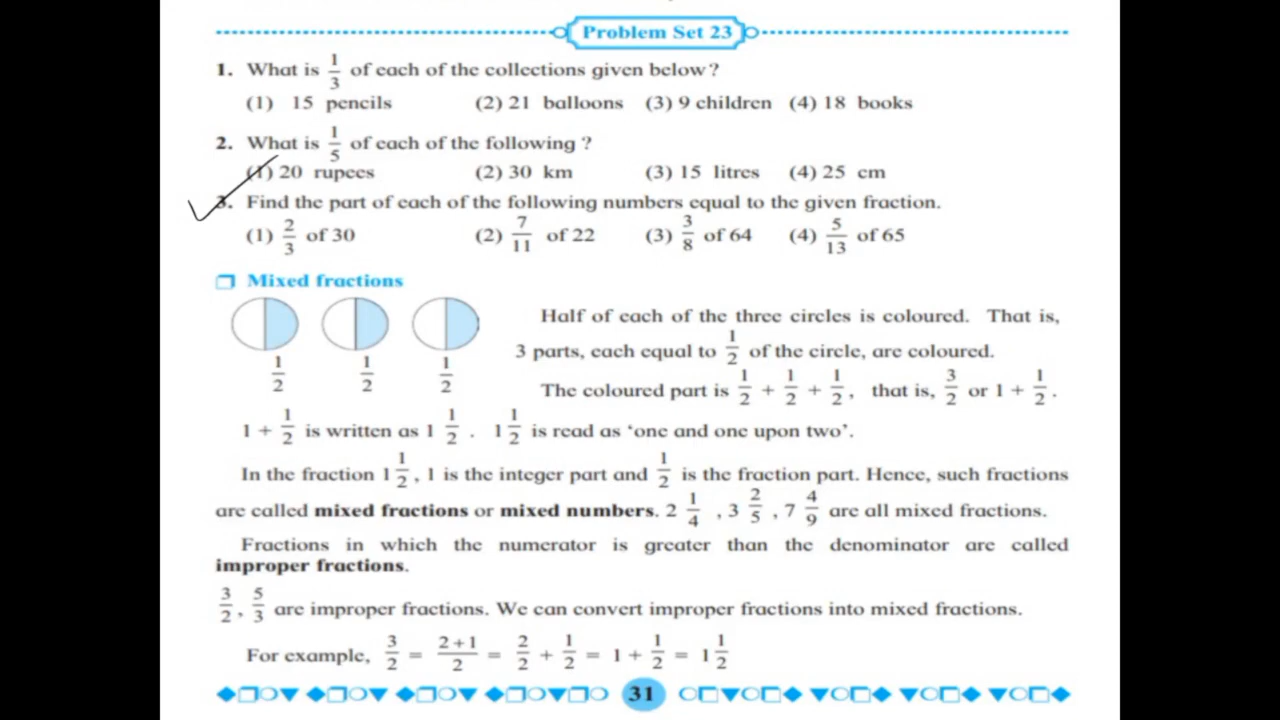 Problem Set 23
1. What is 1/3 of each of the collections given below ?
(1) 15 pencils (2) 21 balloons (3) 9 children (4) 18 books
2. What is 1/5 of each of the following ?
(1) 20 rupees (2) 30 km (3) 15 litres (4) 25 cm
3. Find the part of each of the following numbers equal to the given fraction.
(1) 2/3 of 30 (2) 7/11 of 22 (3) 3/8 of 64 (4) 5/13 of 65
Mixed fractions
1/2 1/2 1/2
Half of each of the three circles is coloured. That is,
3 parts, each equal to 1/2 of the circle, are coloured.
The coloured part is 1/2 + 1/2 + 1/2, that is, 3/2 or 1 + 1/2.
1 + 1/2 is written as 1 1/2 . 1 1/2 is read as ‘one and one upon two’.
In the fraction 1 1/2, 1 is the integer part and 1/2 is the fraction part. Hence, such fractions
are called mixed fractions or mixed numbers. 2 1/4 , 3 2/5 , 7 4/9 are all mixed fractions.
Fractions in which the numerator is greater than the denominator are called
improper fractions.
3/2, 5/3 are improper fractions. We can convert improper fractions into mixed fractions.
For example, 3/2 = 2+1/2 = 2/2 + 1/2 = 1 + 1/2 = 1 1/2
31